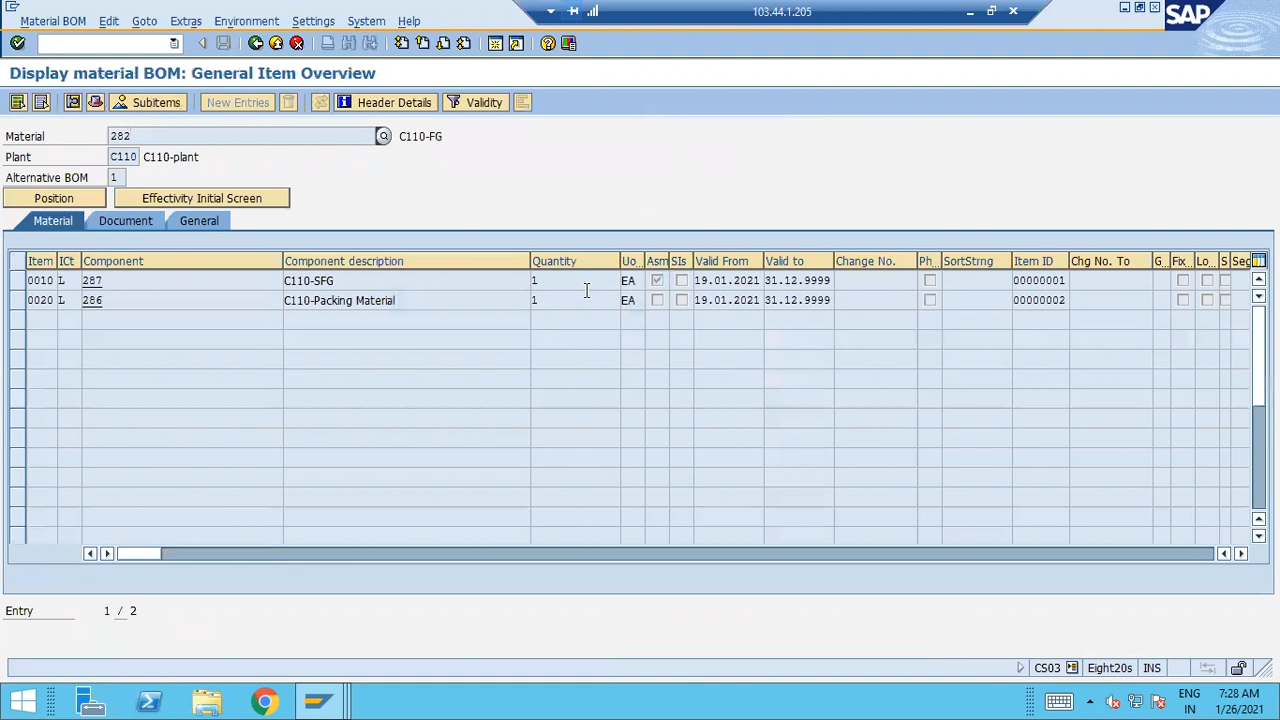 103.44.1.205
Material BOM Edit Goto Extras Environment Settings System Help
SAP
Display material BOM: General Item Overview
Subitems New Entries Header Details Validity
Material 282 C110-FG
Plant C110 C110-plant
Alternative BOM 1
Position Effectivity Initial Screen
Material Document General
Item ICt Component Component description Quantity Uo... Asm SIs Valid From Valid to Change No. Ph... SortStrng Item ID Chg No. To G... Fix... Lo... S Seg
0010 L 287 C110-SFG 1 EA 19.01.2021 31.12.9999 00000001
0020 L 286 C110-Packing Material 1 EA 19.01.2021 31.12.9999 00000002
Entry 1 / 2
CS03 Eight20s INS
ENG 7:28 AM
IN 1/26/2021